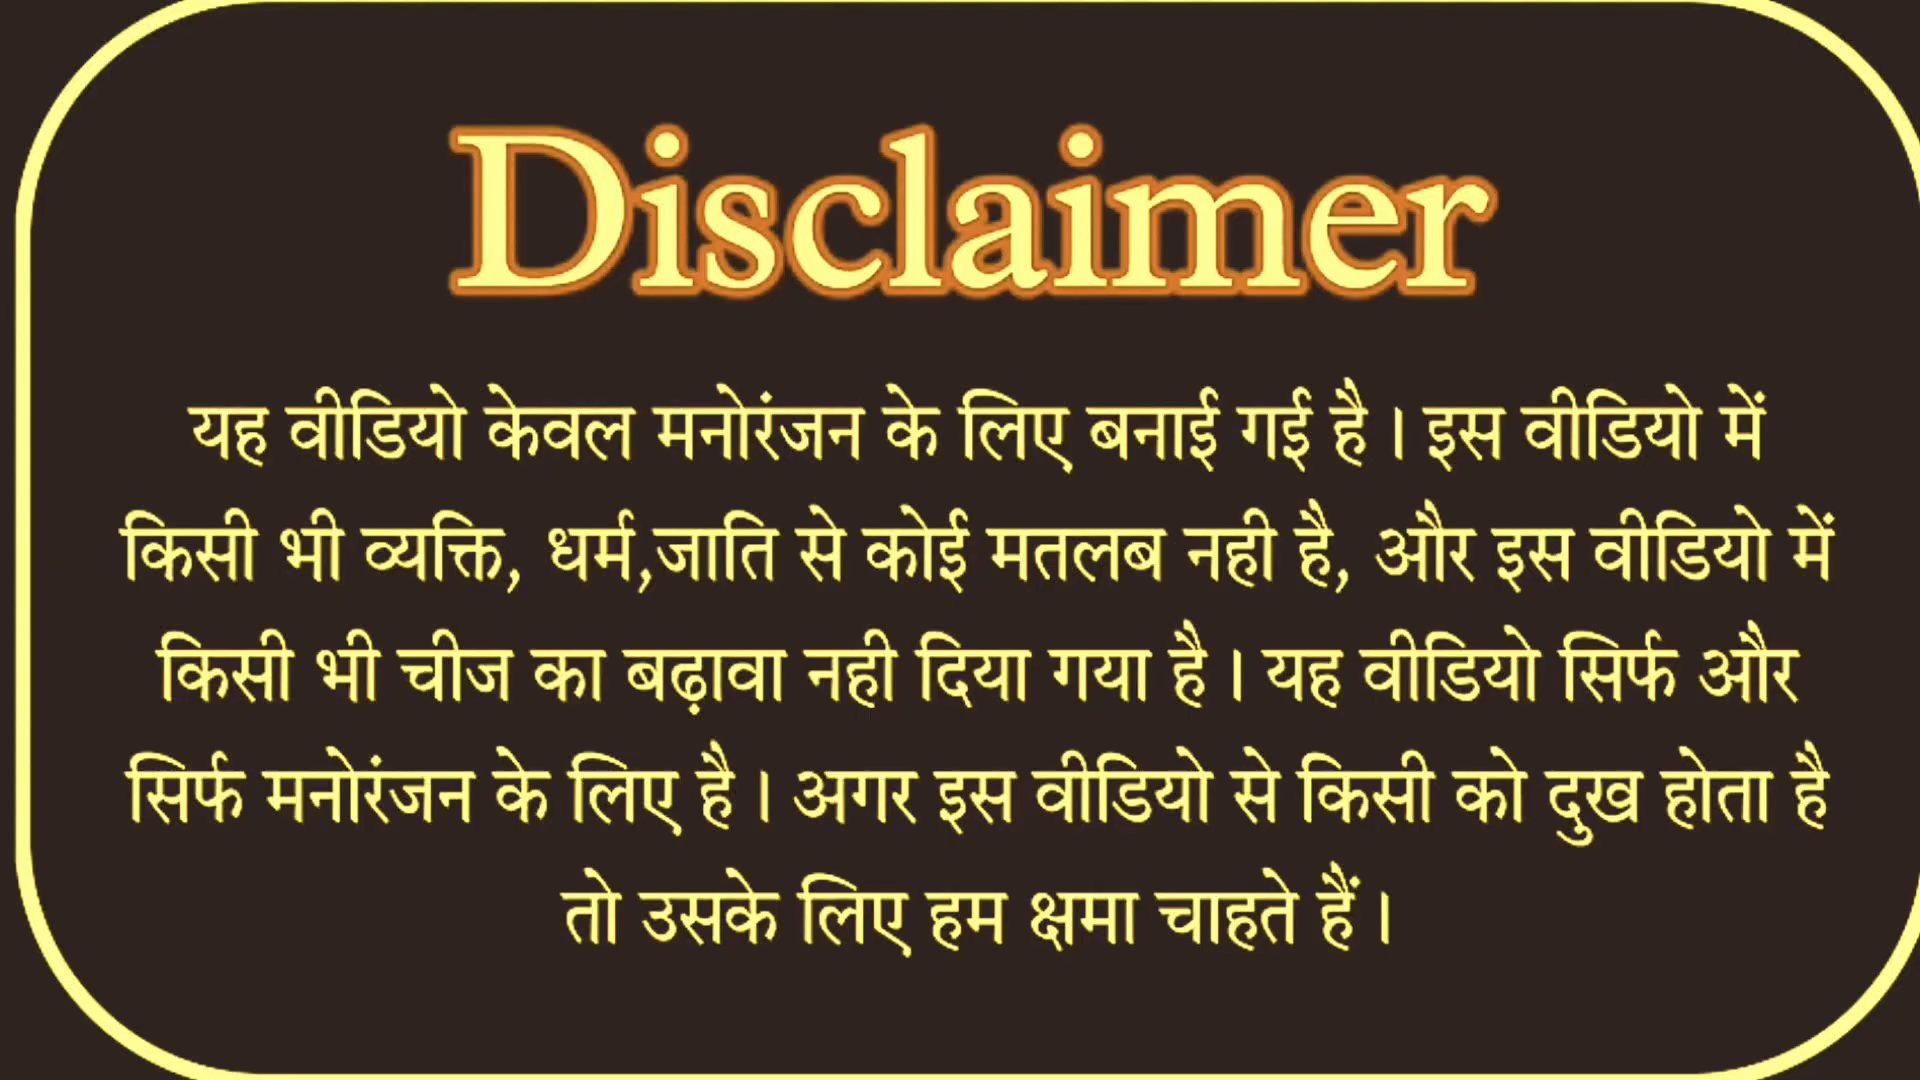 Disclaimer
यह वीडियो केवल मनोरंजन के लिए बनाई गई है । इस वीडियो में
किसी भी व्यक्ति, धर्म,जाति से कोई मतलब नही है, और इस वीडियो में
किसी भी चीज का बढ़ावा नही दिया गया है । यह वीडियो सिर्फ और
सिर्फ मनोरंजन के लिए है । अगर इस वीडियो से किसी को दुख होता है
तो उसके लिए हम क्षमा चाहते हैं ।